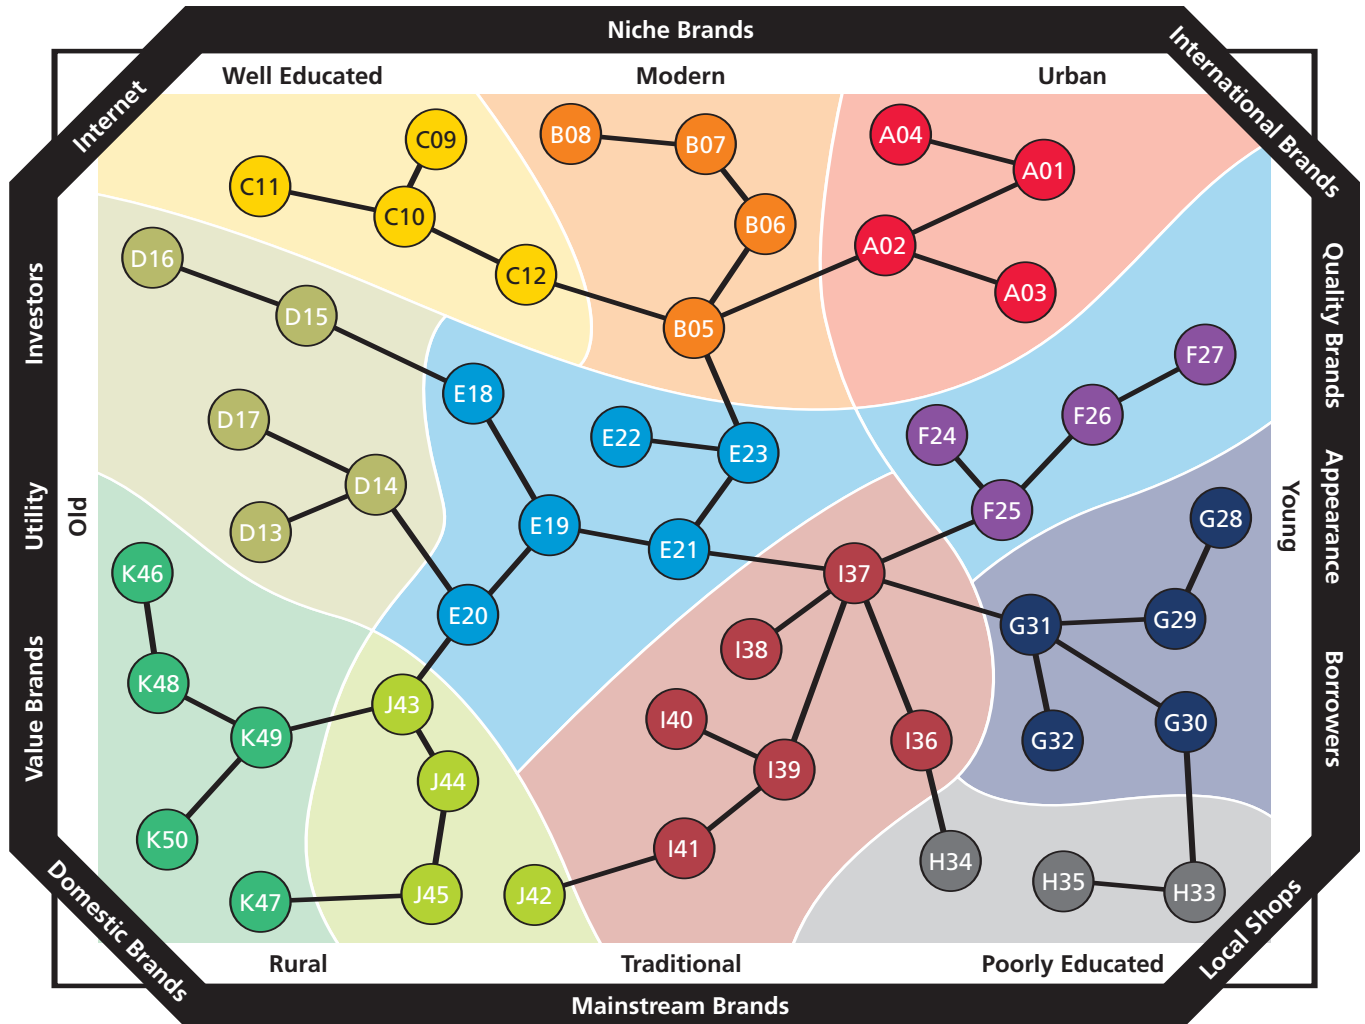 Niche Brands
Internet
International Brands
Well Educated
Modern
Urban
C09
B08
B07
A04
A01
C11
C10
B06
A02
D16
C12
A03
D15
B05
Investors
Quality Brands
E18
F27
D17
E22
E23
F24
F26
D14
D13
E19
E21
F25
G28
Utility
Old
Young
Appearance
K46
I37
E20
G31
G29
I38
K48
J43
I40
K49
I36
G32
G30
Value Brands
Borrowers
J44
I39
K50
I41
H34
K47
J45
J42
H35
H33
Domestic Brands
Local Shops
Rural
Traditional
Poorly Educated
Mainstream Brands